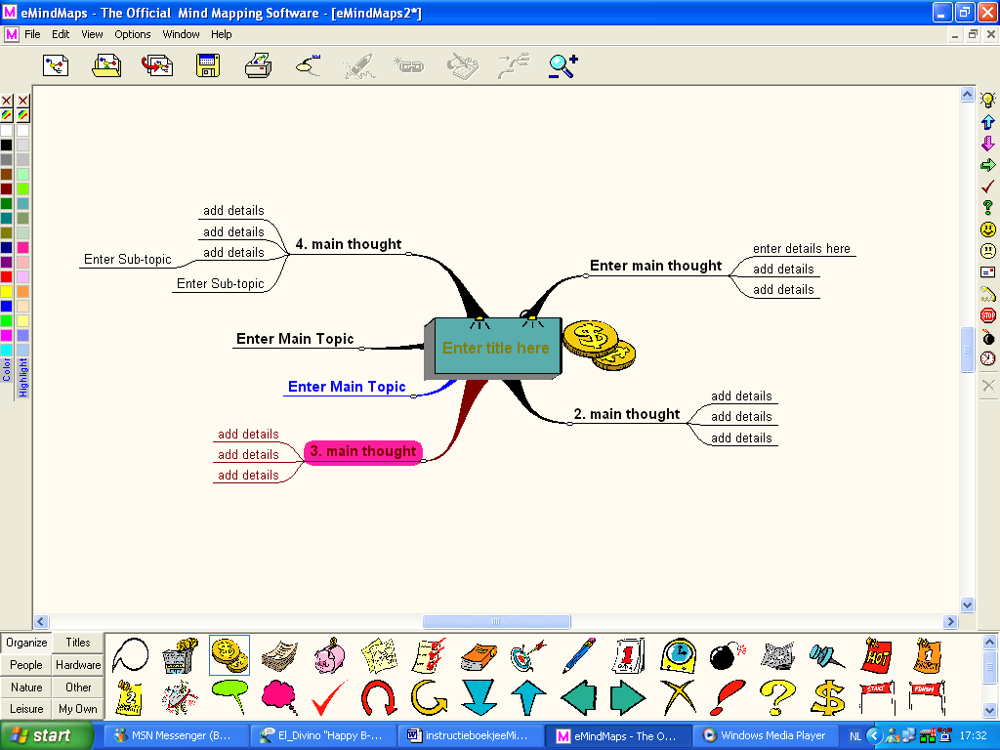 eMindMaps - The Official  Mind Mapping Software - [eMindMaps2*]
File Edit View Options Window Help
add details
add details
add details
4. main thought
Enter Sub-topic
Enter Sub-topic
Enter main thought
enter details here
add details
add details
Enter title here
Enter Main Topic
Enter Main Topic
2. main thought
add details
add details
add details
add details
add details
add details
3. main thought
Color
Highlight
STOP
Organize Titles
People Hardware
Nature Other
Leisure My Own
HOT
START
FINISH
start
MSN Messenger (B...
El_Divino "Happy B-...
instructieboekjeeMi...
eMindMaps - The O...
Windows Media Player
NL
17:32